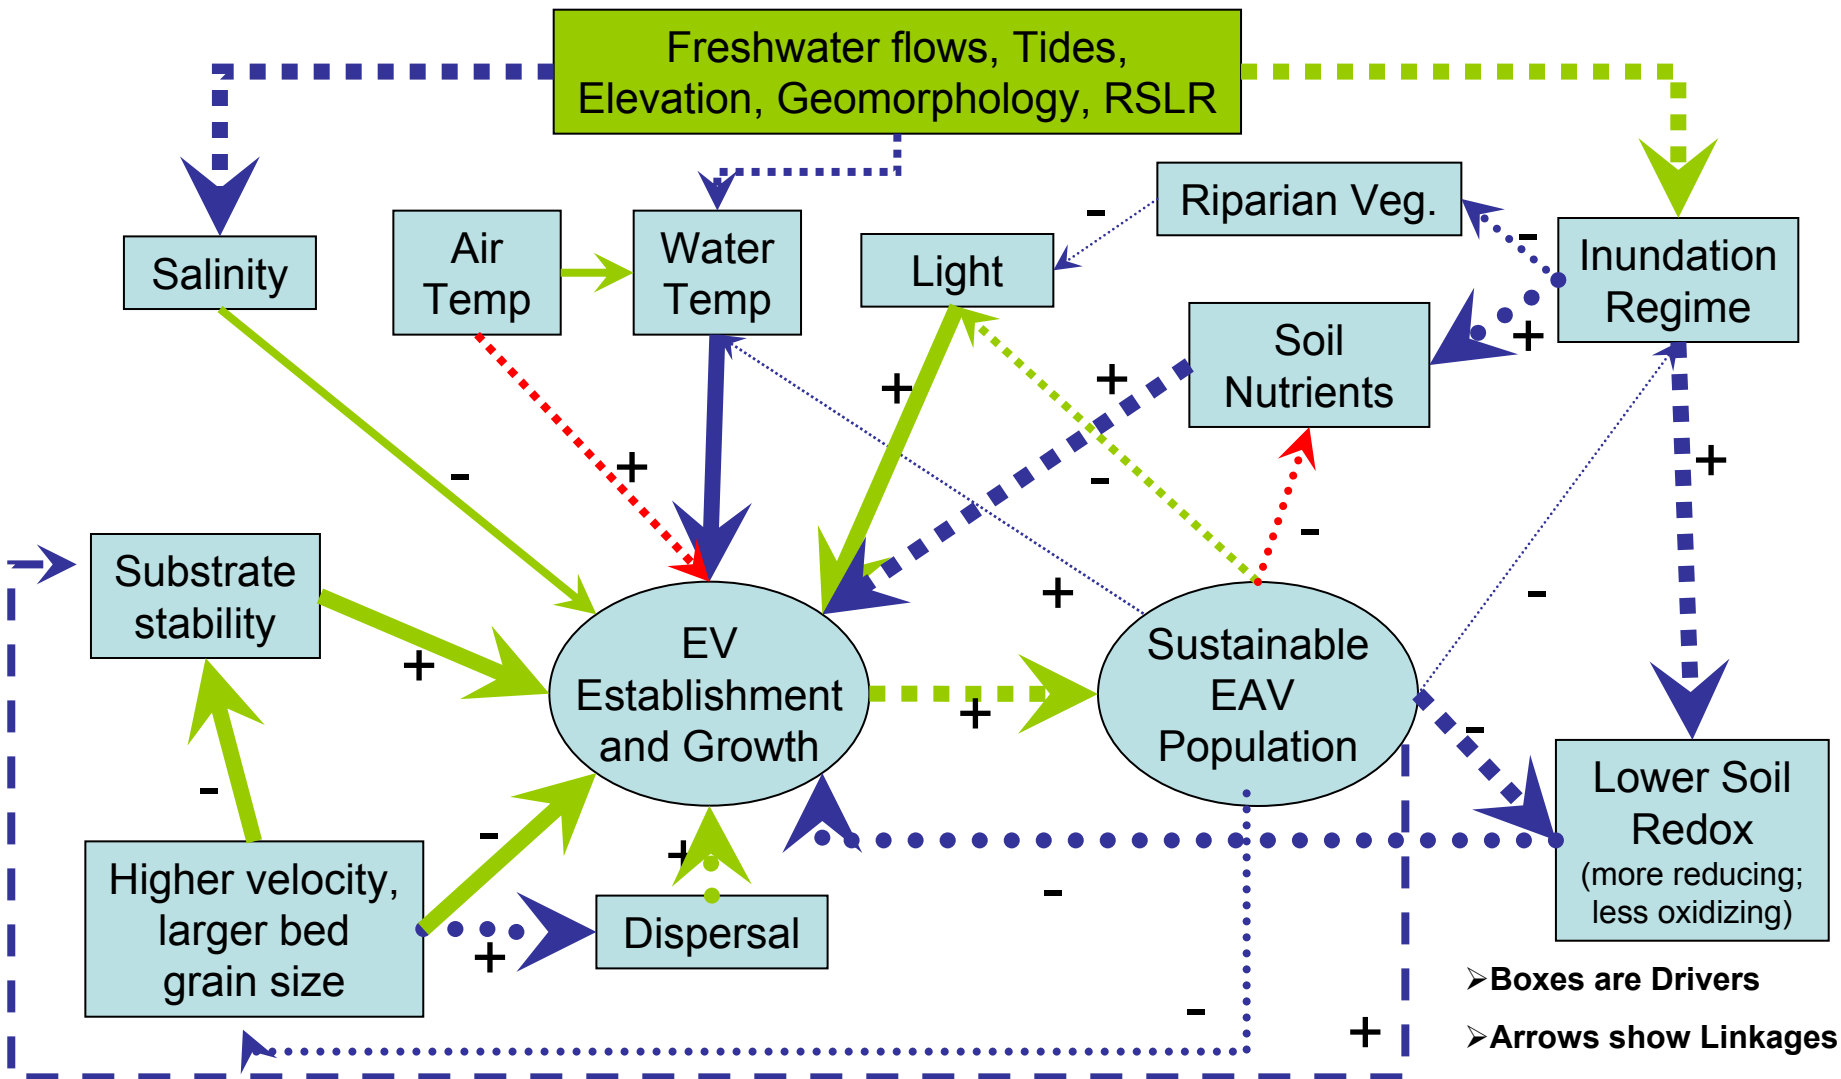 Freshwater flows, Tides,
Elevation, Geomorphology, RSLR
Riparian Veg.
-
-
Salinity
Air
Temp
Water
Temp
Light
Inundation
Regime
Soil
Nutrients
+
+
+
-
+
-
+
-
Substrate
stability
+
+
-
EV
Establishment
and Growth
+
Sustainable
EAV
Population
-
Lower Soil
Redox
(more reducing;
less oxidizing)
-
-
+
Higher velocity,
larger bed
grain size
+
Dispersal
-
-
+
➢Boxes are Drivers
➢Arrows show Linkages